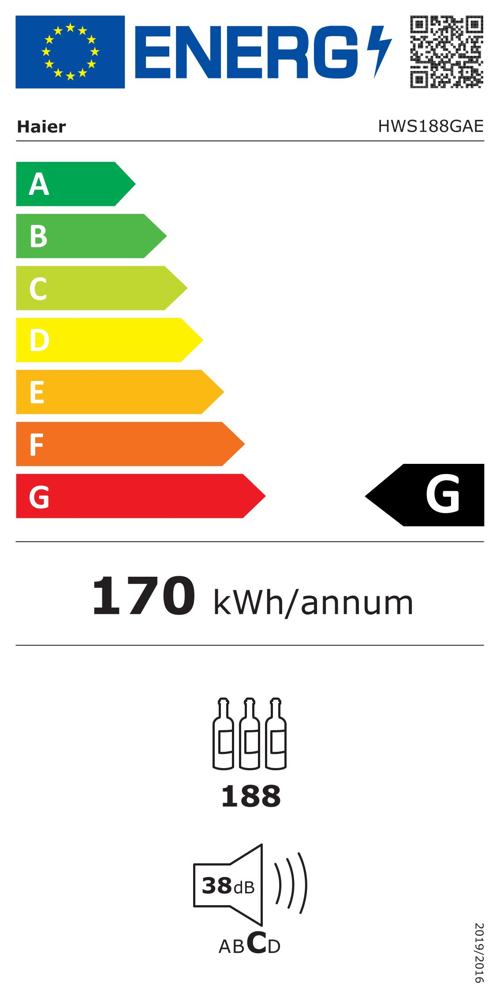 ENERG
Haier
HWS188GAE
A
B
C
D
E
F
G
G
170 kWh/annum
188
38dB
ABCD
2019/2016